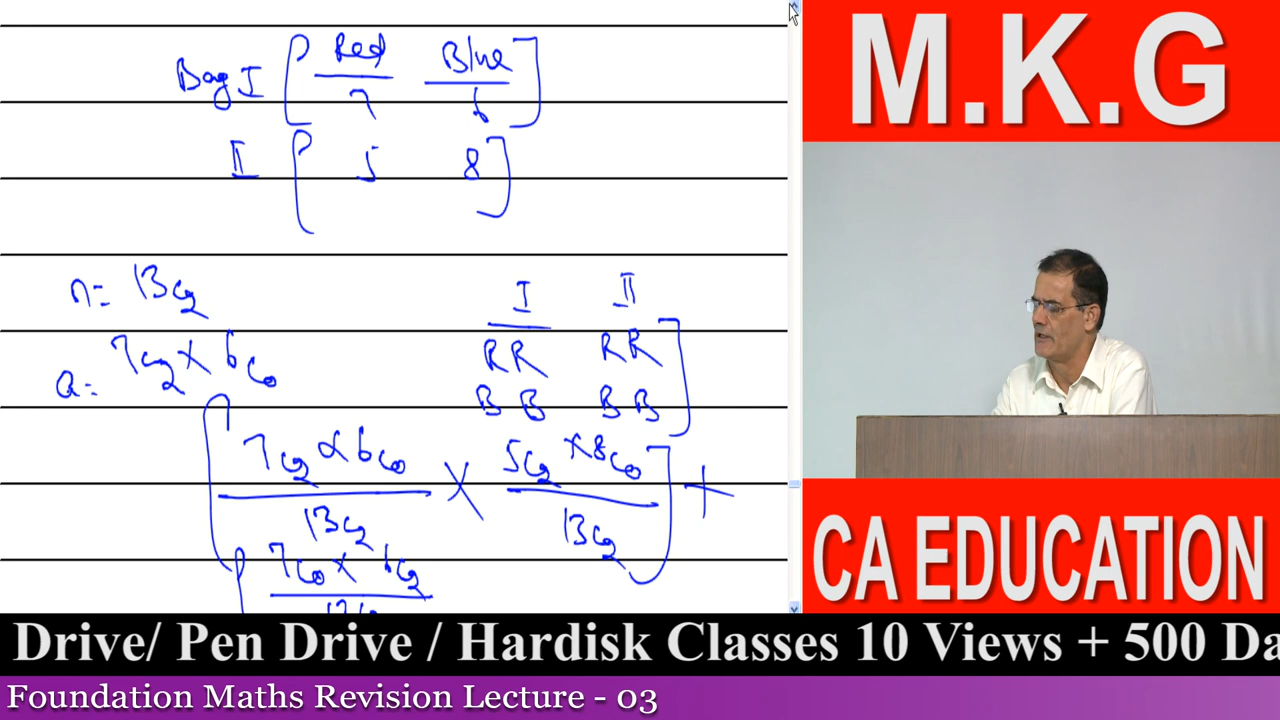 Red Blue
Bag I 7 6
II 5 8
n = 13C2
a = 7C2 × 6C0
I II
RR RR
BB BB
7C2 × 6C0 × 5C2 × 8C0 +
13C2 13C2
7C0 × 6C2
M.K.G
CA EDUCATION
Drive/ Pen Drive / Hardisk Classes 10 Views + 500 Da
Foundation Maths Revision Lecture - 03